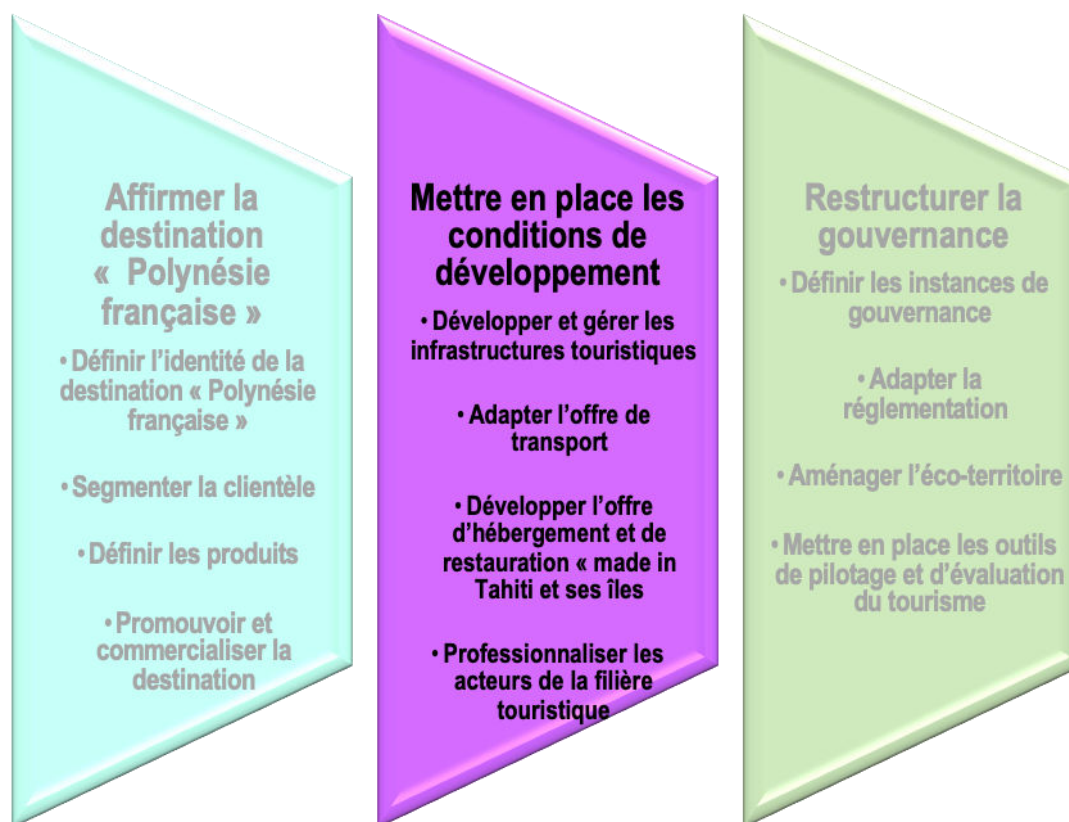 Affirmer la
destination
« Polynésie
française »
• Définir l’identité de la
destination « Polynésie
française »
• Segmenter la clientèle
• Définir les produits
• Promouvoir et
commercialiser la
destination
Mettre en place les
conditions de
développement
• Développer et gérer les
infrastructures touristiques
• Adapter l’offre de
transport
• Développer l’offre
d’hébergement et de
restauration « made in
Tahiti et ses îles
• Professionnaliser les
acteurs de la filière
touristique
Restructurer la
gouvernance
• Définir les instances de
gouvernance
• Adapter la
réglementation
• Aménager l’éco-territoire
• Mettre en place les outils
de pilotage et d’évaluation
du tourisme